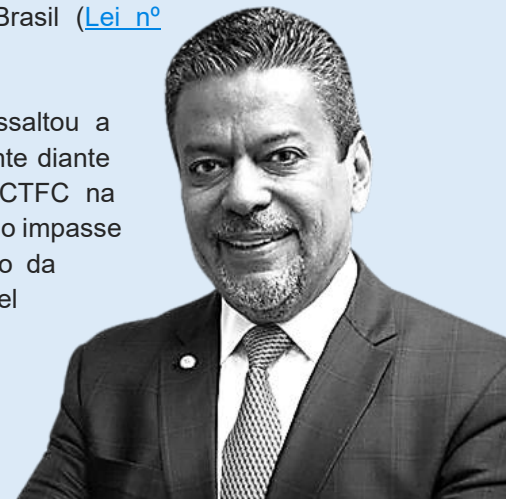 Brasil (Lei nº
ssaltou a
nte diante
CTFC na
o impasse
o da
el